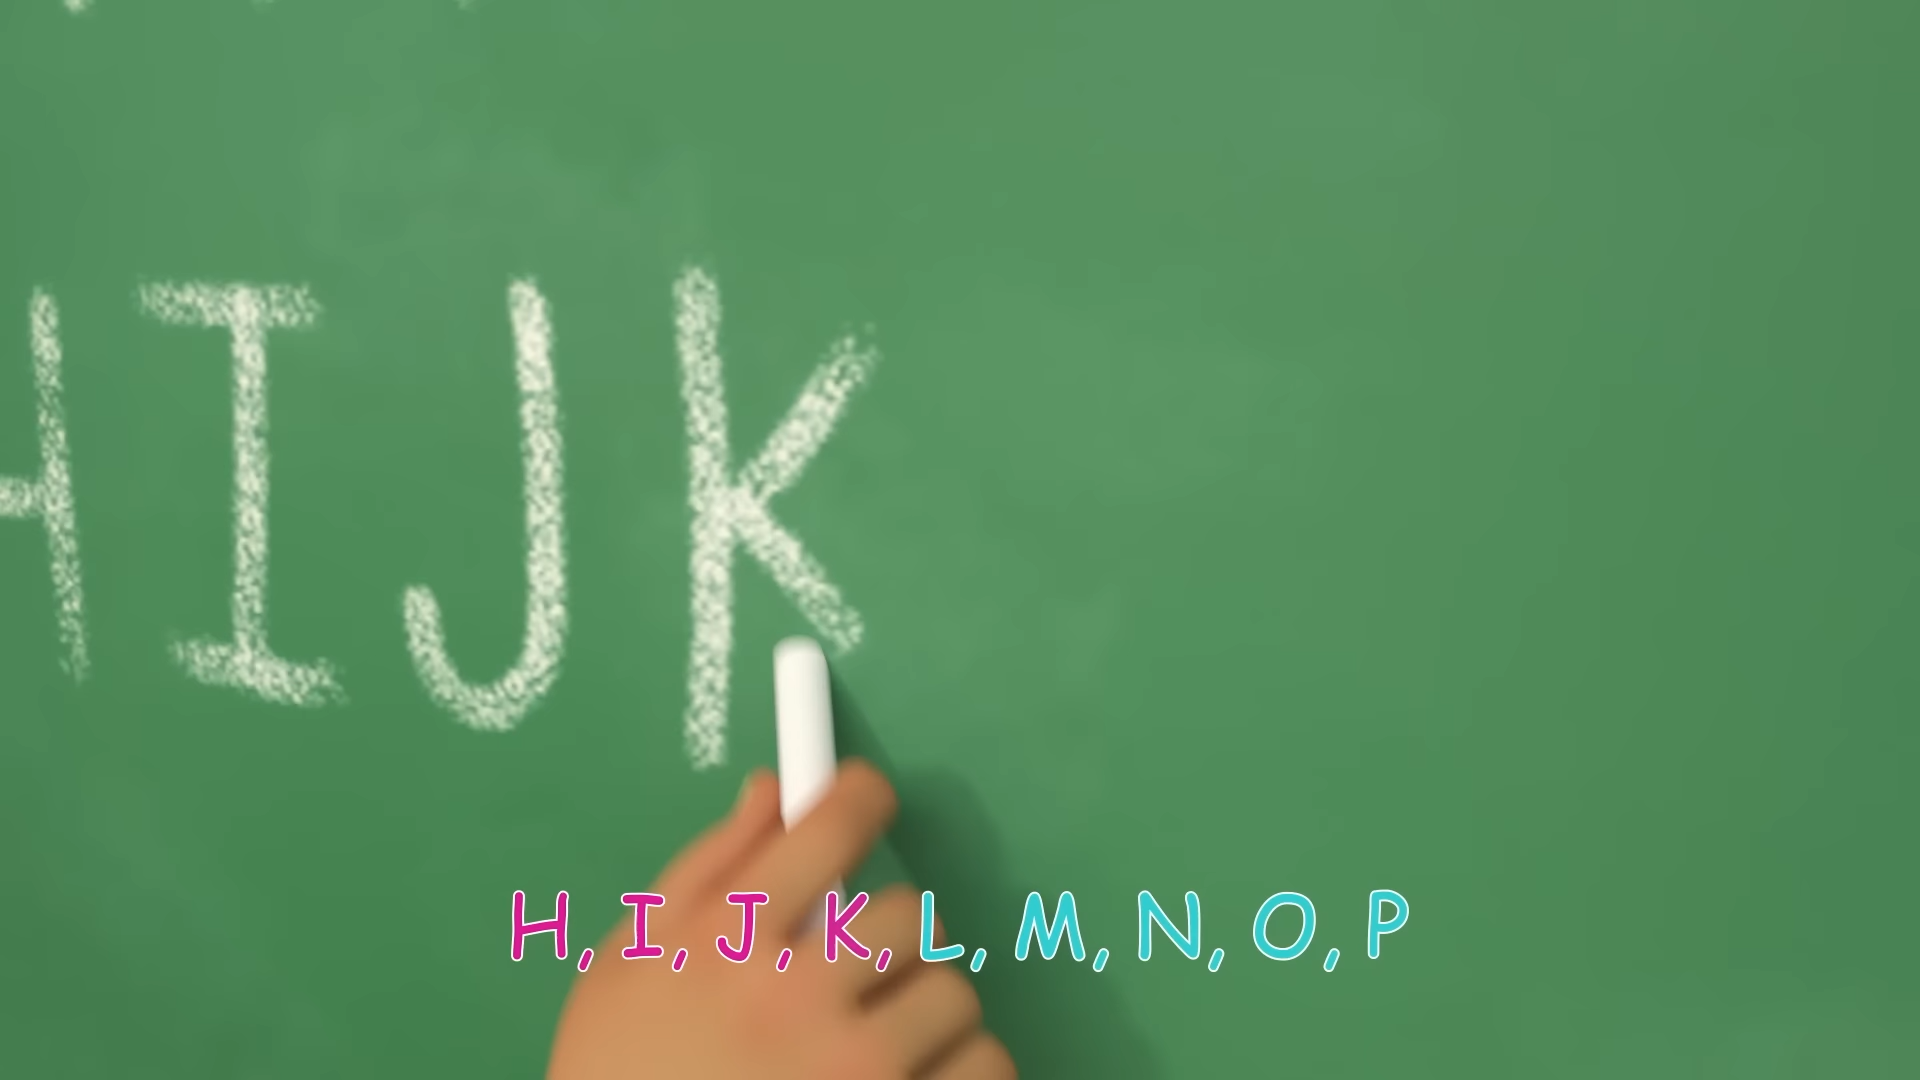 HIJK
H, I, J, K, L, M, N, O, P